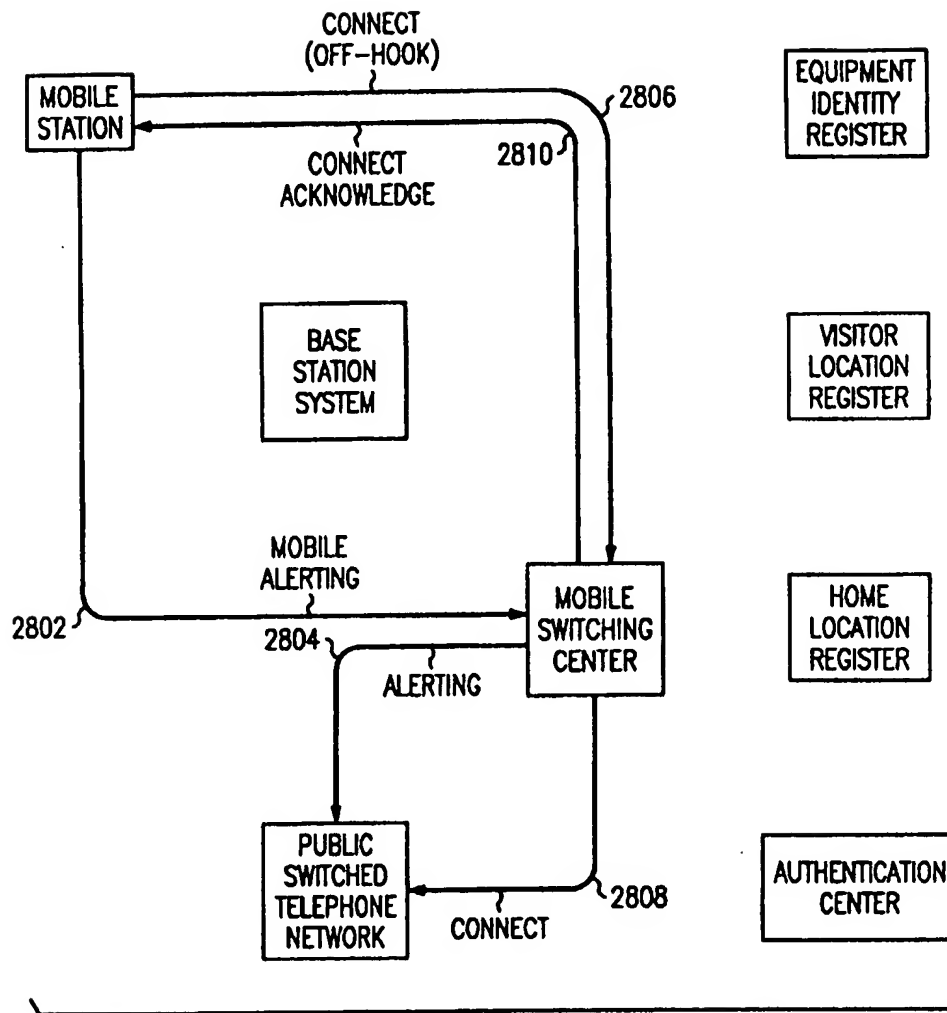 CONNECT
(OFF-HOOK)
MOBILE
STATION
2806
EQUIPMENT
IDENTITY
REGISTER
2810
CONNECT
ACKNOWLEDGE
BASE
STATION
SYSTEM
VISITOR
LOCATION
REGISTER
MOBILE
ALERTING
2802
2804
ALERTING
MOBILE
SWITCHING
CENTER
HOME
LOCATION
REGISTER
PUBLIC
SWITCHED
TELEPHONE
NETWORK
CONNECT
2808
AUTHENTICATION
CENTER